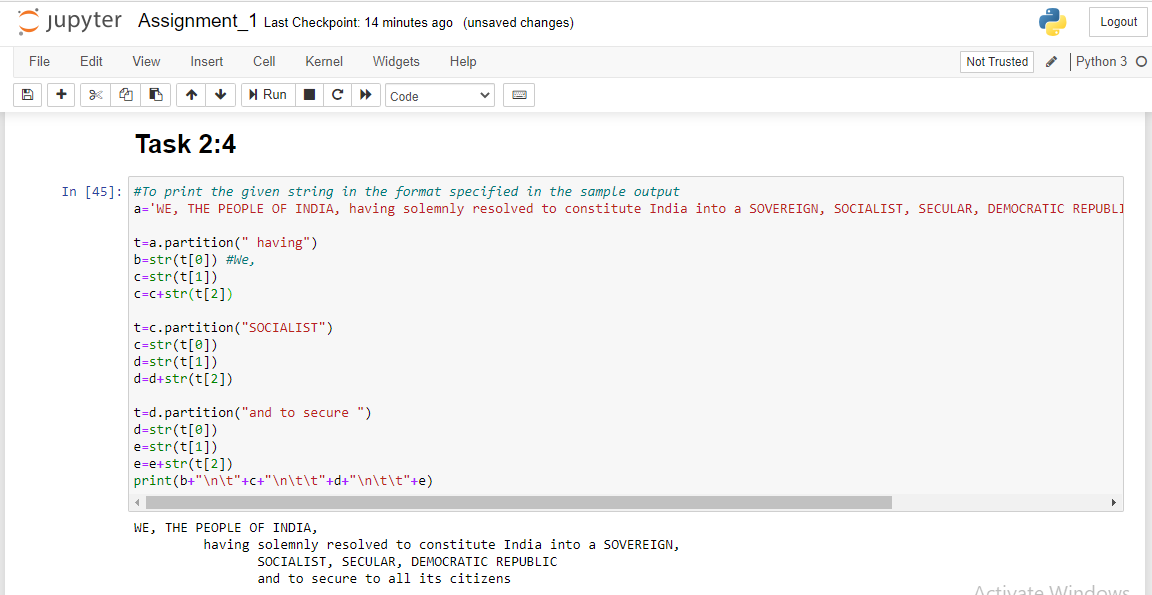 jupyter Assignment_1 Last Checkpoint: 14 minutes ago (unsaved changes) Logout
File Edit View Insert Cell Kernel Widgets Help Not Trusted Python 3
Run Code
Task 2:4
In [45]: #To print the given string in the format specified in the sample output
a='WE, THE PEOPLE OF INDIA, having solemnly resolved to constitute India into a SOVEREIGN, SOCIALIST, SECULAR, DEMOCRATIC REPUBLI
t=a.partition(" having")
b=str(t[0]) #We,
c=str(t[1])
c=c+str(t[2])
t=c.partition("SOCIALIST")
c=str(t[0])
d=str(t[1])
d=d+str(t[2])
t=d.partition("and to secure ")
d=str(t[0])
e=str(t[1])
e=e+str(t[2])
print(b+"\n\t"+c+"\n\t\t"+d+"\n\t\t"+e)
WE, THE PEOPLE OF INDIA,
having solemnly resolved to constitute India into a SOVEREIGN,
SOCIALIST, SECULAR, DEMOCRATIC REPUBLIC
and to secure to all its citizens
Activate Windows